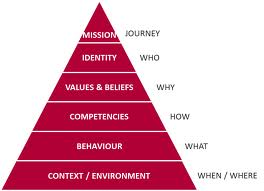 MISSION JOURNEY
IDENTITY WHO
VALUES & BELIEFS WHY
COMPETENCIES HOW
BEHAVIOUR WHAT
CONTEXT / ENVIRONMENT WHEN / WHERE